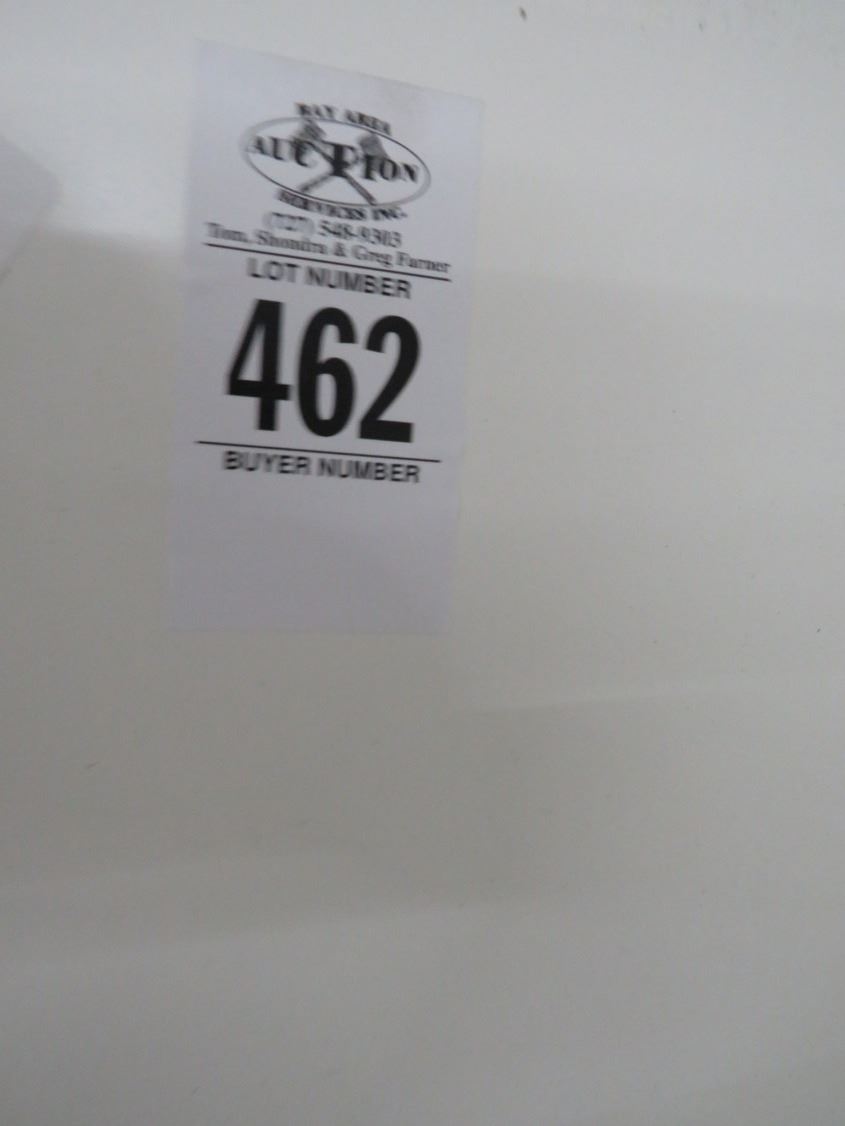 BAY AREA
AUCTION
SERVICES INC.
(727) 548-9303
Tom, Shondra & Greg Farner
LOT NUMBER
462
BUYER NUMBER